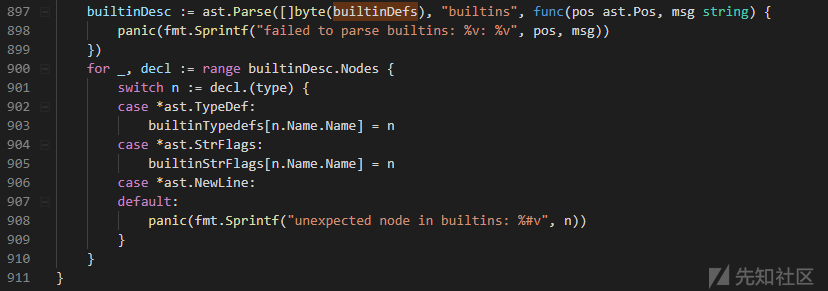 897 builtinDesc := ast.Parse([]byte(builtinDefs), "builtins", func(pos ast.Pos, msg string) {
898 panic(fmt.Sprintf("failed to parse builtins: %v: %v", pos, msg))
899 })
900 for _, decl := range builtinDesc.Nodes {
901 switch n := decl.(type) {
902 case *ast.TypeDef:
903 builtinTypedefs[n.Name.Name] = n
904 case *ast.StrFlags:
905 builtinStrFlags[n.Name.Name] = n
906 case *ast.NewLine:
907 default:
908 panic(fmt.Sprintf("unexpected node in builtins: %#v", n))
909 }
910 }
911 }
先知社区